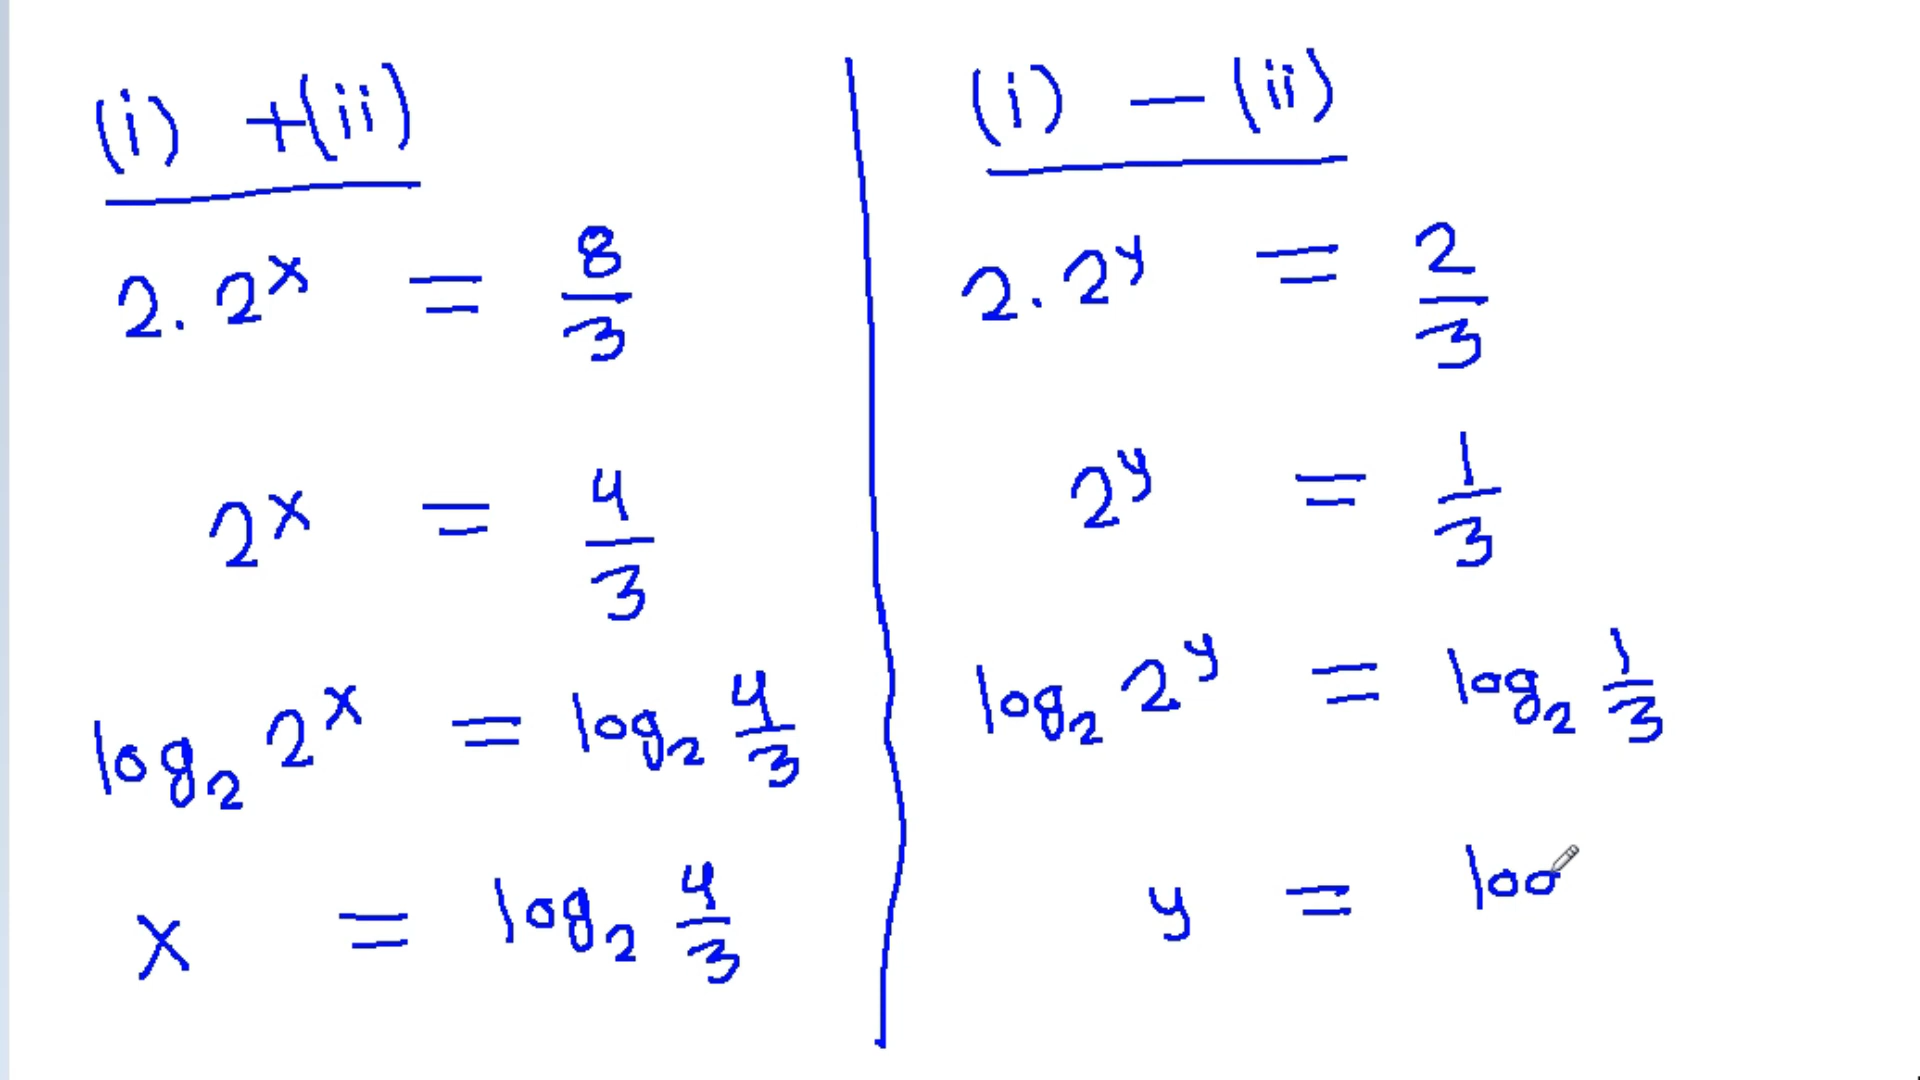 (i) + (ii)
2 . 2^x = 8/3
2^x = 4/3
log₂ 2^x = log₂ 4/3
x = log₂ 4/3
(i) − (ii)
2 . 2^y = 2/3
2^y = 1/3
log₂ 2^y = log₂ 1/3
y = loo